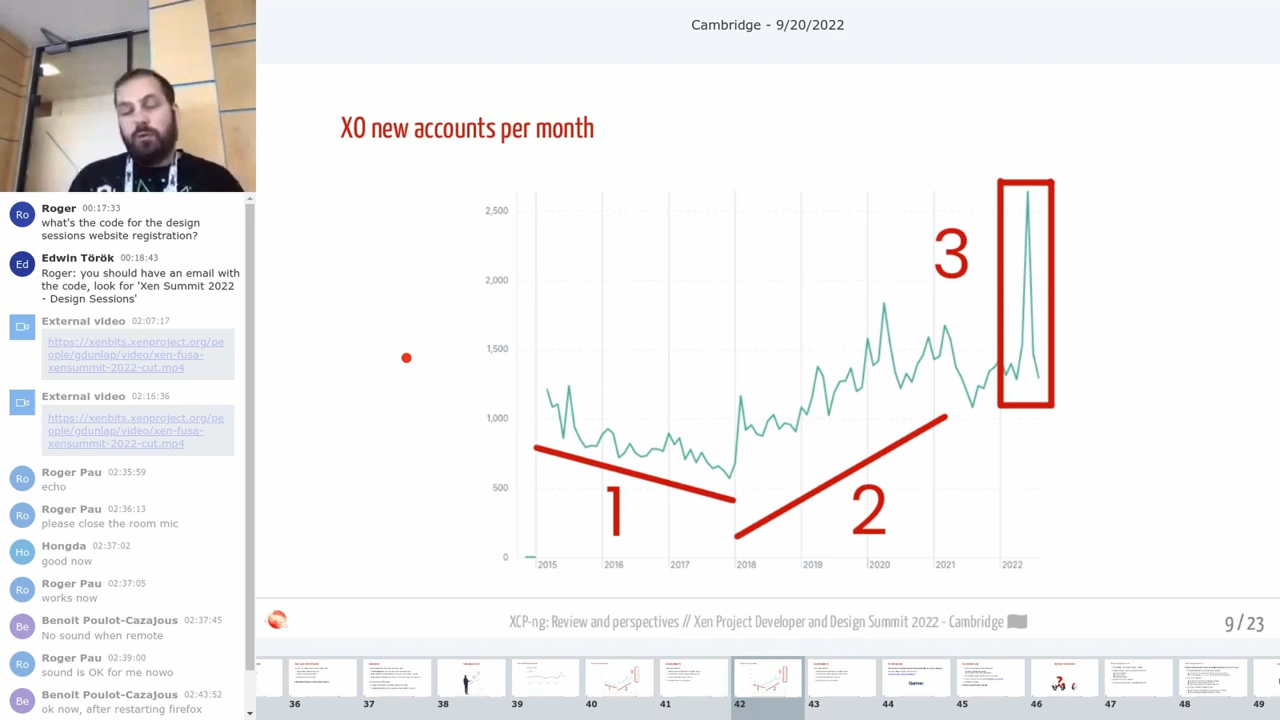 Cambridge - 9/20/2022
Ro
Roger 00:17:33
what's the code for the design
sessions website registration?
Ed
Edwin Török 00:18:43
Roger: you should have an email with
the code, look for 'Xen Summit 2022
- Design Sessions'
External video 02:07:17
https://xenbits.xenproject.org/pe
ople/gdunlap/video/xen-fusa-
xensummit-2022-cut.mp4
External video 02:16:36
https://xenbits.xenproject.org/pe
ople/gdunlap/video/xen-fusa-
xensummit-2022-cut.mp4
Ro
Roger Pau 02:35:59
echo
Ro
Roger Pau 02:36:13
please close the room mic
Ho
Hongda 02:37:02
good now
Ro
Roger Pau 02:37:05
works now
Be
Benoit Poulot-Cazajous 02:37:45
No sound when remote
Ro
Roger Pau 02:39:00
sound is OK for me nowo
Be
Benoit Poulot-Cazajous 02:43:52
ok now, after restarting firefox
XO new accounts per month
2,500
2,000
1,500
1,000
500
0
2015 2016 2017 2018 2019 2020 2021 2022
1
2
3
XCP-ng: Review and perspectives // Xen Project Developer and Design Summit 2022 - Cambridge
9 / 23
Gartner
36 37 38 39 40 41 42 43 44 45 46 47 48 49